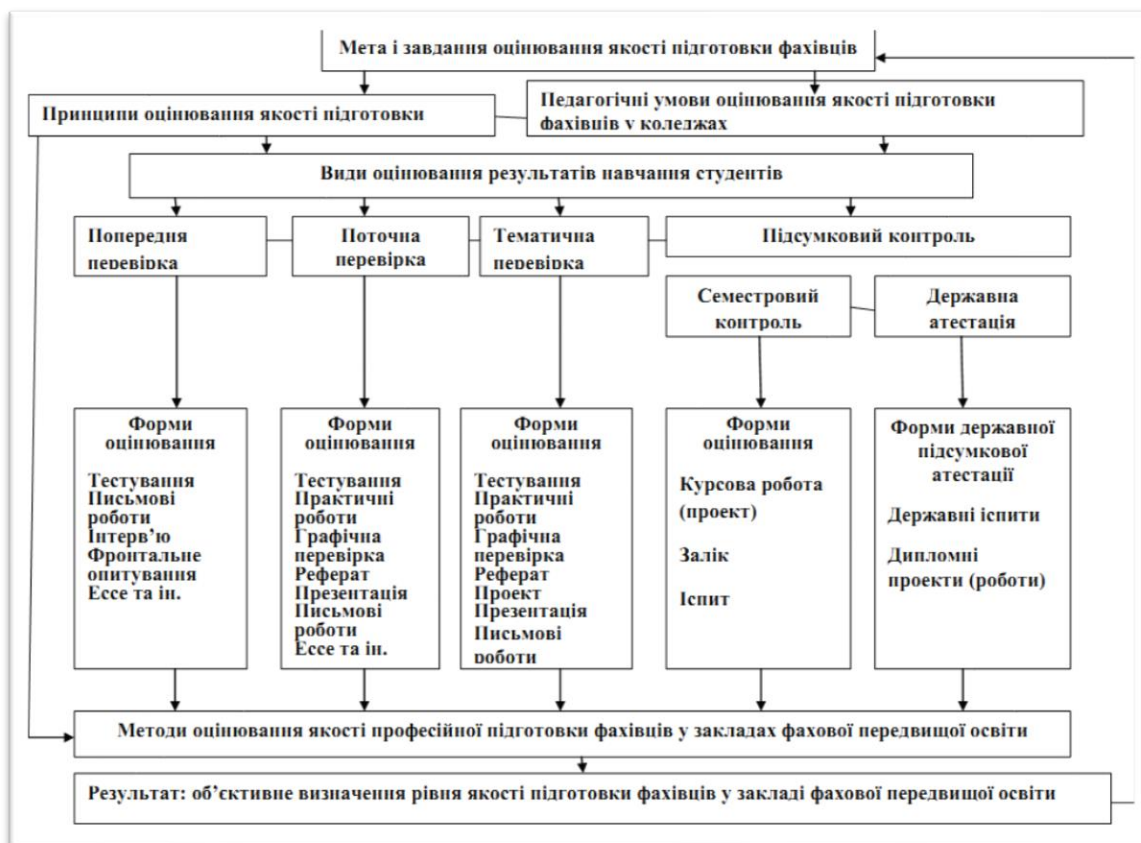 Мета і завдання оцінювання якості підготовки фахівців
Принципи оцінювання якості підготовки
Педагогічні умови оцінювання якості підготовки
фахівців у коледжах
Види оцінювання результатів навчання студентів
Попередня
перевірка
Поточна
перевірка
Тематична
перевірка
Підсумковий контроль
Семестровий
контроль
Державна
атестація
Форми
оцінювання
Тестування
Письмові
роботи
Інтерв’ю
Фронтальне
опитування
Ессе та ін.
Форми
оцінювання
Тестування
Практичні
роботи
Графічна
перевірка
Реферат
Презентація
Письмові
роботи
Ессе та ін.
Форми
оцінювання
Тестування
Практичні
роботи
Графічна
перевірка
Реферат
Проект
Презентація
Письмові
роботи
Форми
оцінювання
Курсова робота
(проект)
Залік
Іспит
Форми державної
підсумкової
атестації
Державні іспити
Дипломні
проекти (роботи)
Методи оцінювання якості професійної підготовки фахівців у закладах фахової передвищої освіти
Результат: об’єктивне визначення рівня якості підготовки фахівців у закладі фахової передвищої освіти